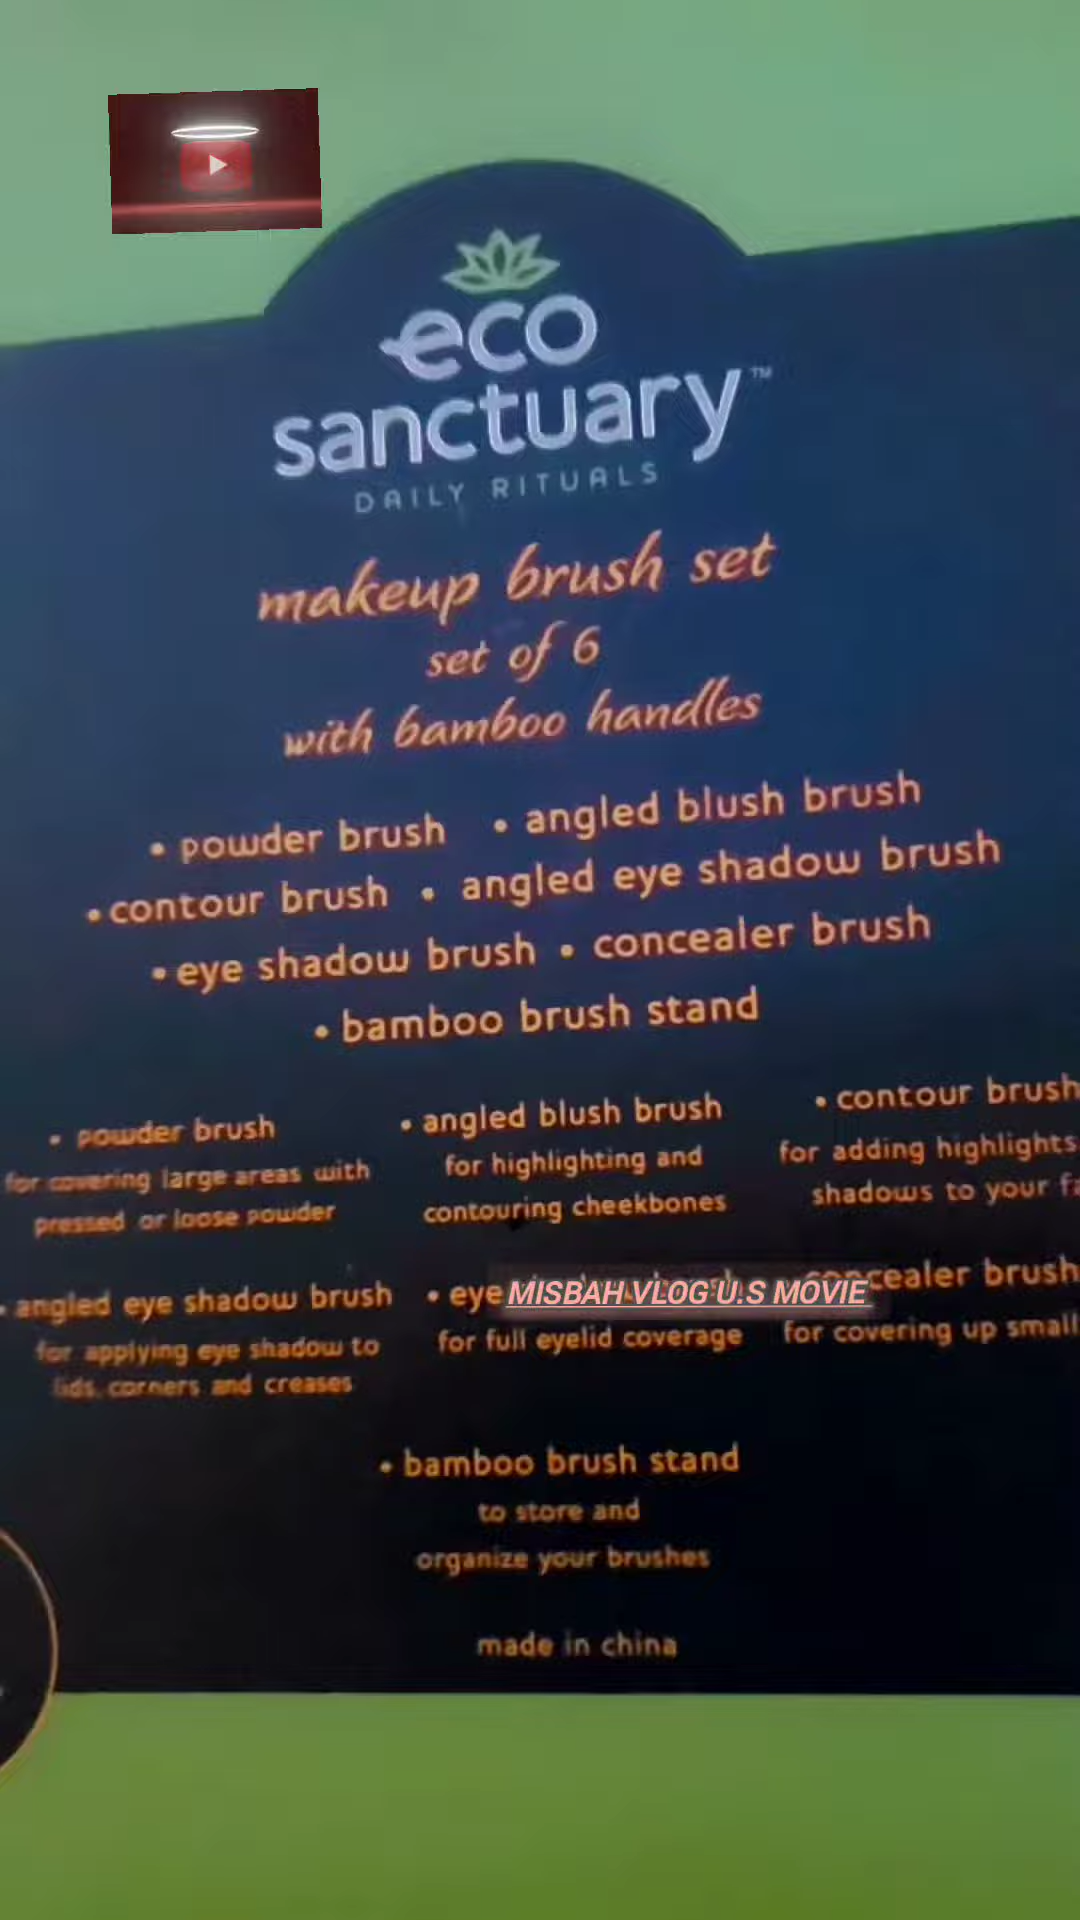 eco
sanctuary™
DAILY RITUALS
makeup brush set
set of 6
with bamboo handles
• powder brush • angled blush brush
• contour brush • angled eye shadow brush
• eye shadow brush • concealer brush
• bamboo brush stand
• powder brush
for covering large areas with
pressed or loose powder
• angled blush brush
for highlighting and
contouring cheekbones
• contour brush
for adding highlights
shadows to your
• angled eye shadow brush
for applying eye shadow to
lids, corners and creases
• eye
for full eyelid coverage
MISBAH VLOG U.S MOVIE
concealer brush
for covering up small
• bamboo brush stand
to store and
organize your brushes
made in china